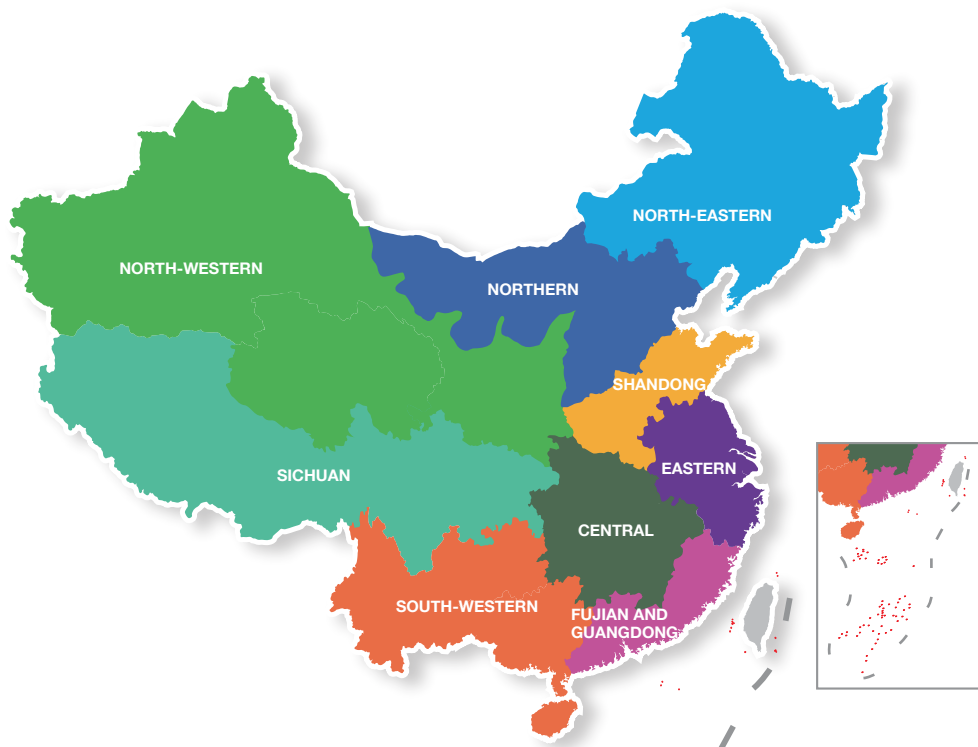 NORTH-EASTERN
NORTH-WESTERN
NORTHERN
SHANDONG
EASTERN
SICHUAN
CENTRAL
SOUTH-WESTERN
FUJIAN AND
GUANGDONG